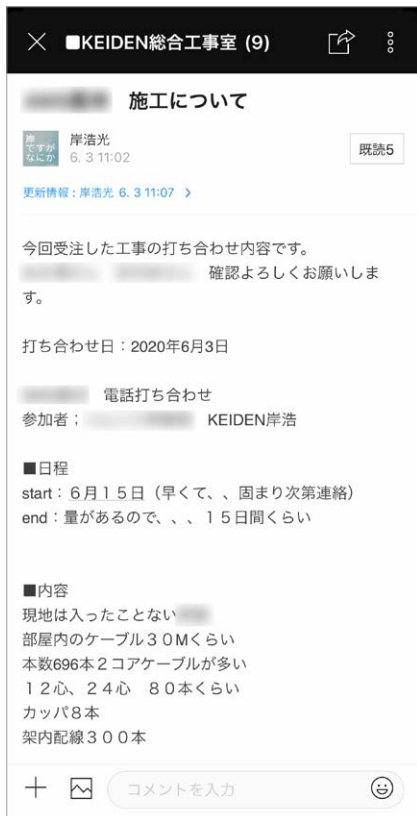 ■KEIDEN総合工事室 (9)
施工について
岸
ですが
なにか
岸浩光
6. 3 11:02
既読5
更新情報 : 岸浩光 6. 3 11:07
今回受注した工事の打ち合わせ内容です。
確認よろしくお願いしま
す。
打ち合わせ日：2020年6月3日
電話打ち合わせ
参加者；
KEIDEN岸浩
■日程
start：６月１５日（早くて、、固まり次第連絡）
end：量があるので、、、１５日間くらい
■内容
現地は入ったことない
部屋内のケーブル３０Mくらい
本数696本２コアケーブルが多い
１２心、２４心　８０本くらい
カッパ８本
架内配線３００本
コメントを入力